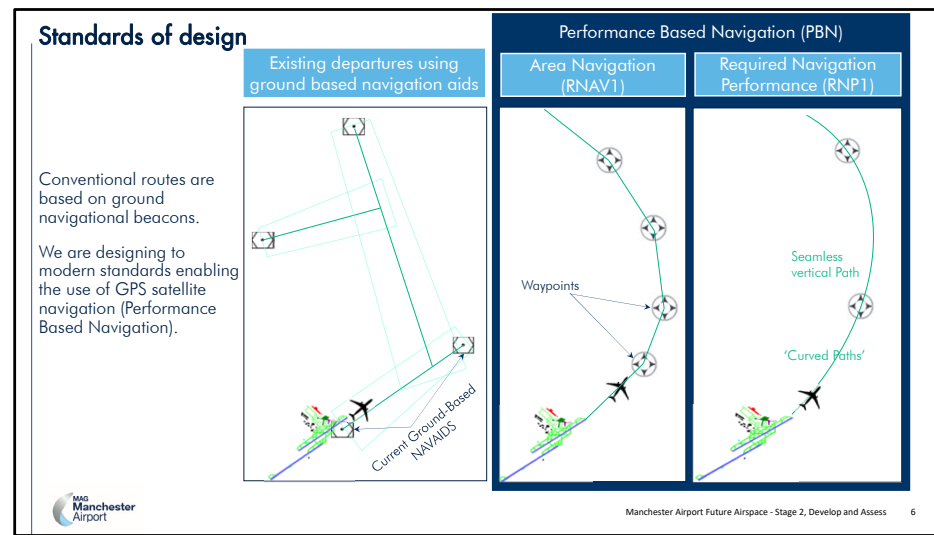 Standards of design
Existing departures using
ground based navigation aids
Performance Based Navigation (PBN)
Area Navigation
(RNAV1)
Required Navigation
Performance (RNP1)
Conventional routes are
based on ground
navigational beacons.
We are designing to
modern standards enabling
the use of GPS satellite
navigation (Performance
Based Navigation).
Current Ground-Based
NAVAIDS
Waypoints
Seamless
vertical Path
‘Curved Paths’
MAG
Manchester
Airport
Manchester Airport Future Airspace - Stage 2, Develop and Assess
6